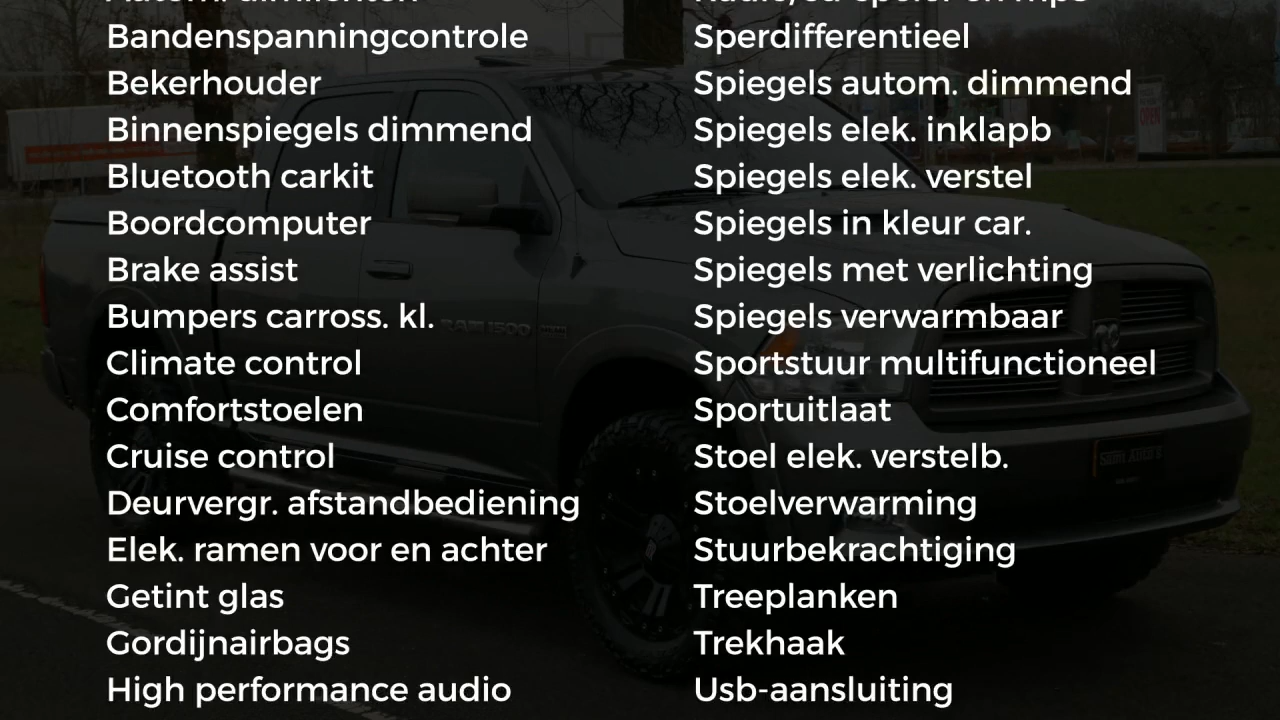 Bandenspanningcontrole
Bekerhouder
Binnenspiegels dimmend
Bluetooth carkit
Boordcomputer
Brake assist
Bumpers carross. kl.
Climate control
Comfortstoelen
Cruise control
Deurvergr. afstandbediening
Elek. ramen voor en achter
Getint glas
Gordijnairbags
High performance audio
Sperdifferentieel
Spiegels autom. dimmend
Spiegels elek. inklapb
Spiegels elek. verstel
Spiegels in kleur car.
Spiegels met verlichting
Spiegels verwarmbaar
Sportstuur multifunctioneel
Sportuitlaat
Stoel elek. verstelb.
Stoelverwarming
Stuurbekrachtiging
Treeplanken
Trekhaak
Usb-aansluiting
RAM 1500
OPEN